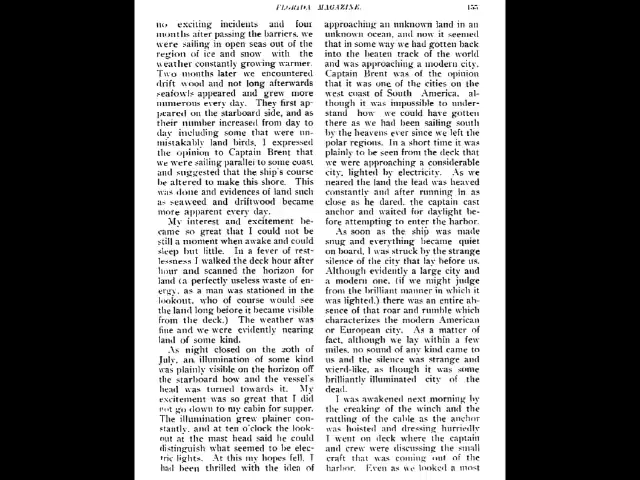 FLORIDA MAGAZINE.
155
no exciting incidents and four
months after passing the barriers, we
were sailing in open seas out of the
region of ice and snow with the
weather constantly growing warmer.
Two months later we encountered
drift wood and not long afterwards
seafowls appeared and grew more
numerous every day. They first ap-
peared on the starboard side, and as
their number increased from day to
day including some that were un-
mistakably land birds, I expressed
the opinion to Captain Brent that
we were sailing parallel to some coast
and suggested that the ship's course
be altered to make this shore. This
was done and evidences of land such
as seaweed and driftwood became
more apparent every day.
My interest and excitement be-
came so great that I could not be
still a moment when awake and could
sleep but little. In a fever of rest-
lessness I walked the deck hour after
hour and scanned the horizon for
land (a perfectly useless waste of en-
ergy, as a man was stationed in the
lookout, who of course would see
the land long before it became visible
from the deck.) The weather was
fine and we were evidently nearing
land of some kind.
As night closed on the 20th of
July, an illumination of some kind
was plainly visible on the horizon off
the starboard bow and the vessel's
head was turned towards it. My
excitement was so great that I did
not go down to my cabin for supper.
The illumination grew plainer con-
stantly, and at ten o'clock the look-
out at the mast head said he could
distinguish what seemed to be elec-
tric lights. At this my hopes fell. I
had been thrilled with the idea of
approaching an unknown land in an
unknown ocean, and now it seemed
that in some way we had gotten back
into the beaten track of the world
and was approaching a modern city.
Captain Brent was of the opinion
that it was one of the cities on the
west coast of South America, al-
though it was impossible to under-
stand how we could have gotten
there as we had been sailing south
by the heavens ever since we left the
polar regions. In a short time it was
plainly to be seen from the deck that
we were approaching a considerable
city, lighted by electricity. As we
neared the land the lead was heaved
constantly and after running in as
close as he dared, the captain cast
anchor and waited for daylight be-
fore attempting to enter the harbor.
As soon as the ship was made
snug and everything became quiet
on board, I was struck by the strange
silence of the city that lay before us.
Although evidently a large city and
a modern one, (if we might judge
from the brilliant manner in which it
was lighted,) there was an entire ab-
sence of that roar and rumble which
characterizes the modern American
or European city. As a matter of
fact, although we lay within a few
miles, no sound of any kind came to
us and the silence was strange and
wierd-like, as though it was some
brilliantly illuminated city of the
dead.
I was awakened next morning by
the creaking of the winch and the
rattling of the cable as the anchor
was hoisted and dressing hurriedly
I went on deck where the captain
and crew were discussing the small
craft that was coming out of the
harbor. Even as we looked a most